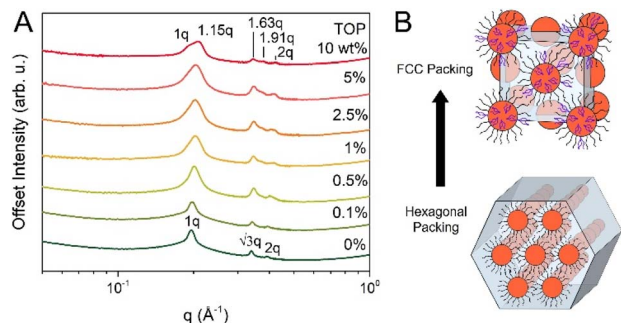 A
Offset Intensity (arb. u.)
1q
1.15q
1.63q
1.91q
2q
TOP
10 wt%
5%
2.5%
1%
0.5%
0.1%
0%
1q
√3q
2q
10⁻¹
10⁰
q (Å⁻¹)
B
FCC Packing
Hexagonal
Packing